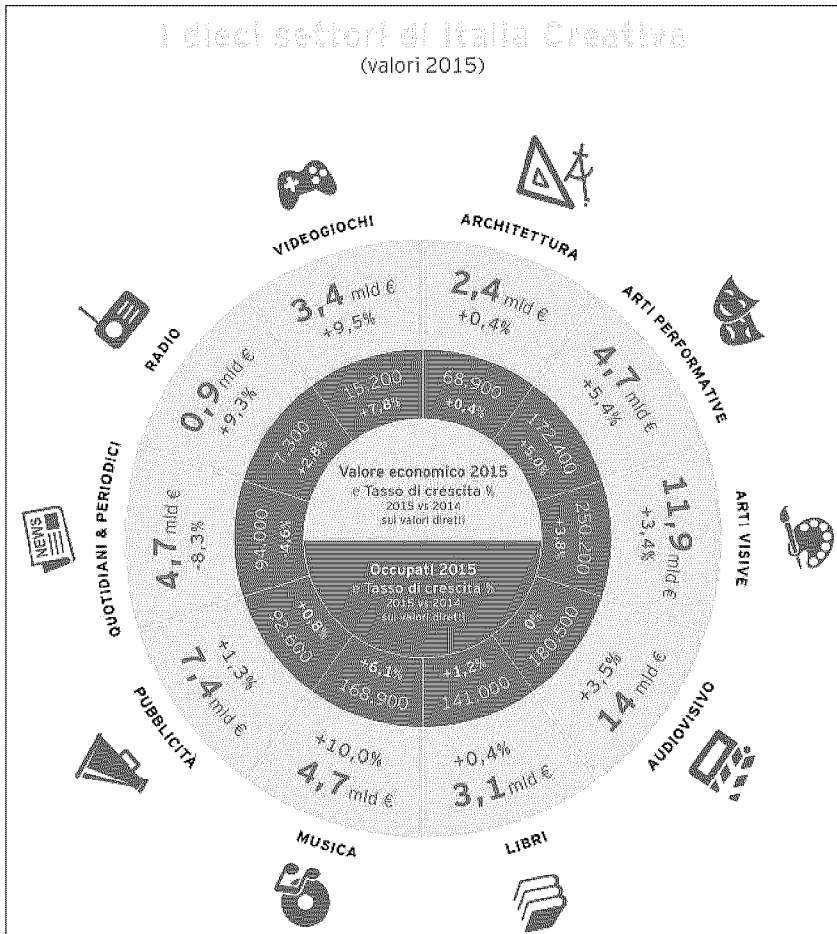 I dieci settori di Italia Creativa
(valori 2015)
VIDEOGIOCHI
3,4 mld €
+9,5%
15.200
+7,8%
ARCHITETTURA
2,4 mld €
+0,4%
68.900
+0,4%
ARTI PERFORMATIVE
4,7 mld €
+5,4%
172.400
+5,0%
ARTI VISIVE
11,9 mld €
+3,4%
250.200
+3,8%
AUDIOVISIVO
14 mld €
+3,5%
180.500
0%
LIBRI
3,1 mld €
+0,4%
141.000
+1,2%
MUSICA
4,7 mld €
+10,0%
168.900
+6,1%
PUBBLICITÀ
7,4 mld €
+1,3%
92.600
+0,8%
QUOTIDIANI & PERIODICI
4,7 mld €
-8,3%
94.000
-4,6%
NEWS
RADIO
0,9 mld €
+9,3%
7.300
+2,8%
Valore economico 2015
e Tasso di crescita %
2015 vs 2014
sui valori diretti
Occupati 2015
e Tasso di crescita %
2015 vs 2014
sui valori diretti